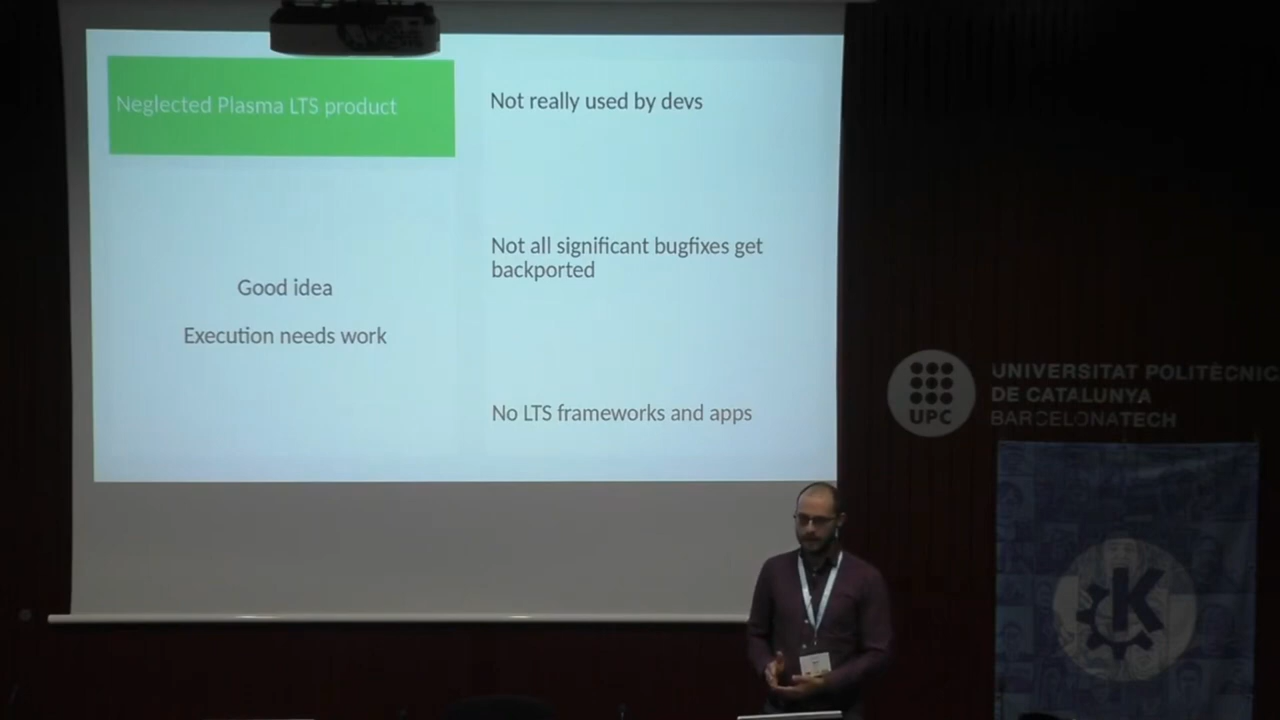 Neglected Plasma LTS product
Good idea
Execution needs work
Not really used by devs
Not all significant bugfixes get
backported
No LTS frameworks and apps
UPC
UNIVERSITAT POLITÈCNIC
DE CATALUNYA
BARCELONATECH
K